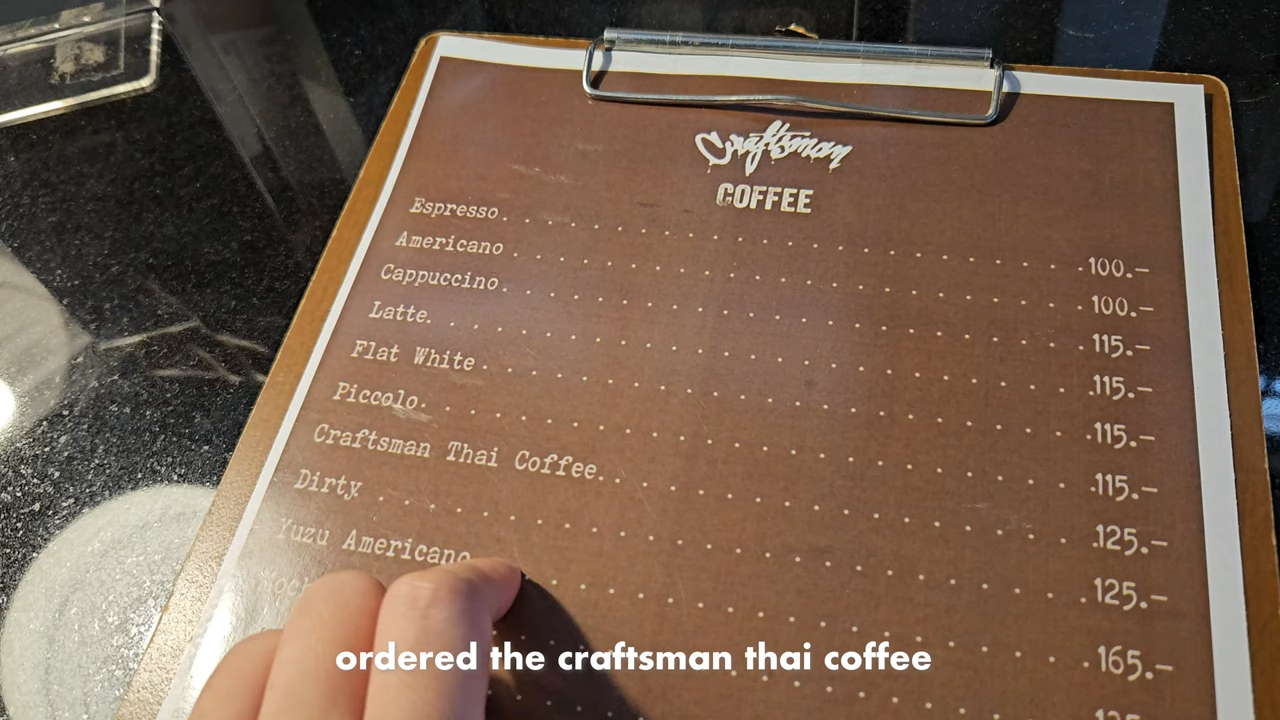 Craftsman
COFFEE
Espresso. . . . . . . . . . . . . . . . . . . . 100.–
Americano . . . . . . . . . . . . . . . . . . . . 100.–
Cappuccino. . . . . . . . . . . . . . . . . . . . 115.–
Latte. . . . . . . . . . . . . . . . . . . . 115.–
Flat White . . . . . . . . . . . . . . . . . . . . 115.–
Piccolo. . . . . . . . . . . . . . . . . . . . 115.–
Craftsman Thai Coffee. . . . . . . . . . . . . . . . 125.–
Dirty . . . . . . . . . . . . . . . . . . . . 125.–
Yuzu Americano . . . . . . . . . . . . . . . . 165.–
ordered the craftsman thai coffee